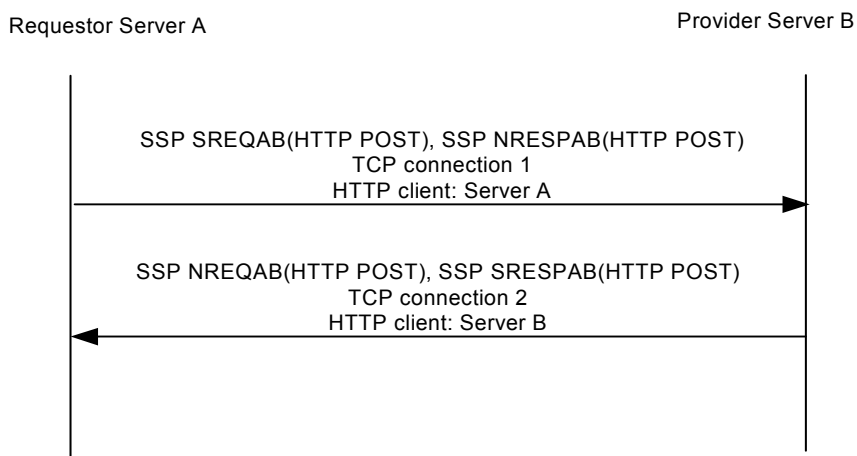 Requestor Server A
Provider Server B
SSP SREQAB(HTTP POST), SSP NRESPAB(HTTP POST)
TCP connection 1
HTTP client: Server A
SSP NREQAB(HTTP POST), SSP SRESPAB(HTTP POST)
TCP connection 2
HTTP client: Server B